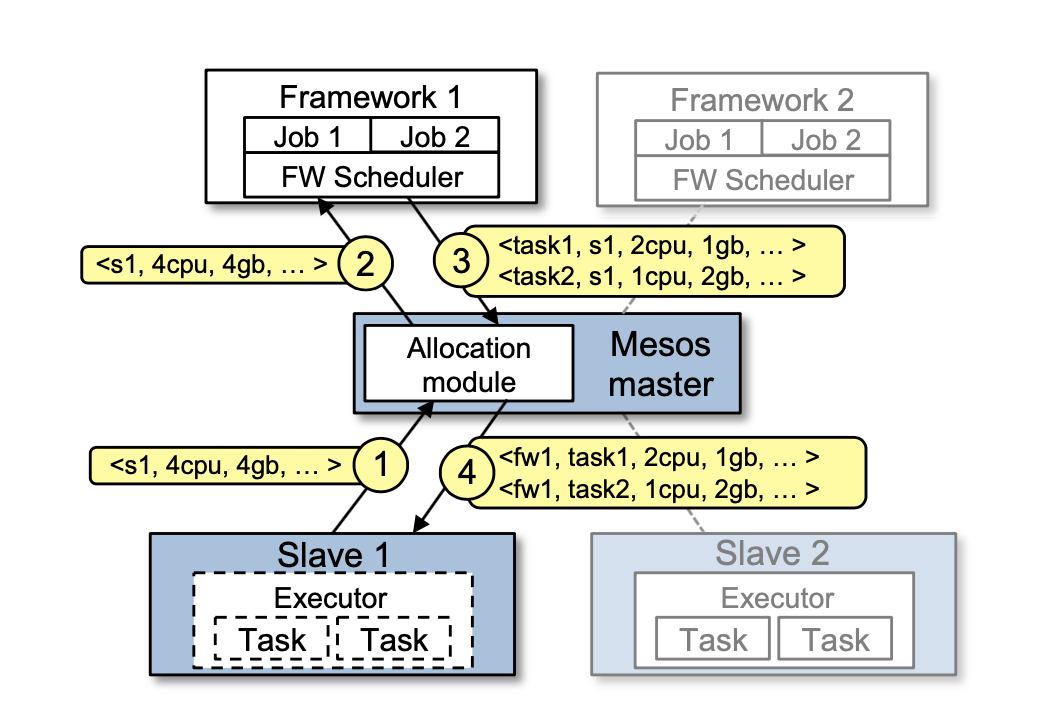 Framework 1
Job 1 Job 2
FW Scheduler
Framework 2
Job 1 Job 2
FW Scheduler
<s1, 4cpu, 4gb, … >
2
3
<task1, s1, 2cpu, 1gb, … >
<task2, s1, 1cpu, 2gb, … >
Allocation
module
Mesos
master
<s1, 4cpu, 4gb, … >
1
4
<fw1, task1, 2cpu, 1gb, … >
<fw1, task2, 1cpu, 2gb, … >
Slave 1
Executor
Task Task
Slave 2
Executor
Task Task